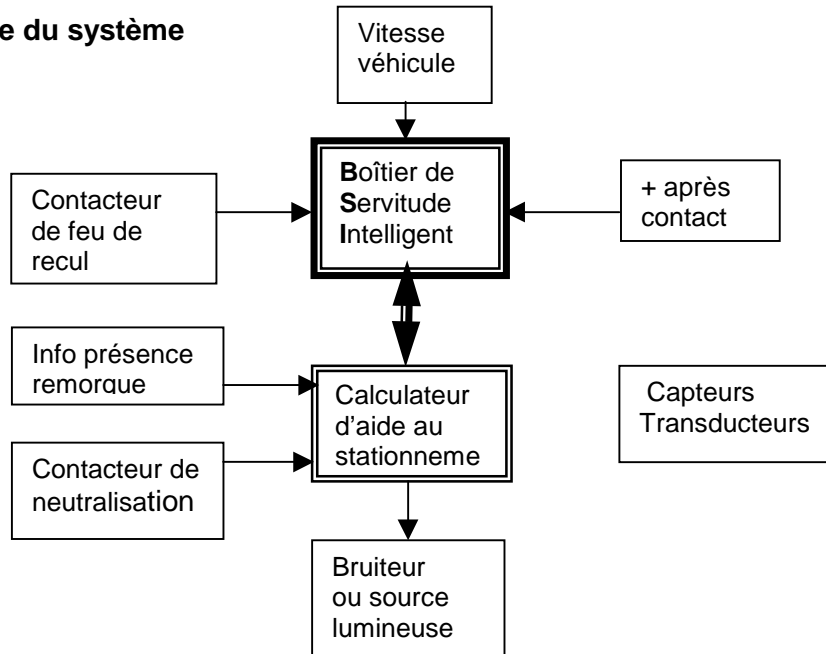 e du système
Vitesse
véhicule
Boîtier de
Servitude
Intelligent
Contacteur
de feu de
recul
+ après
contact
Info présence
remorque
Calculateur
d'aide au
stationneme
Capteurs
Transducteurs
Contacteur de
neutralisation
Bruiteur
ou source
lumineuse